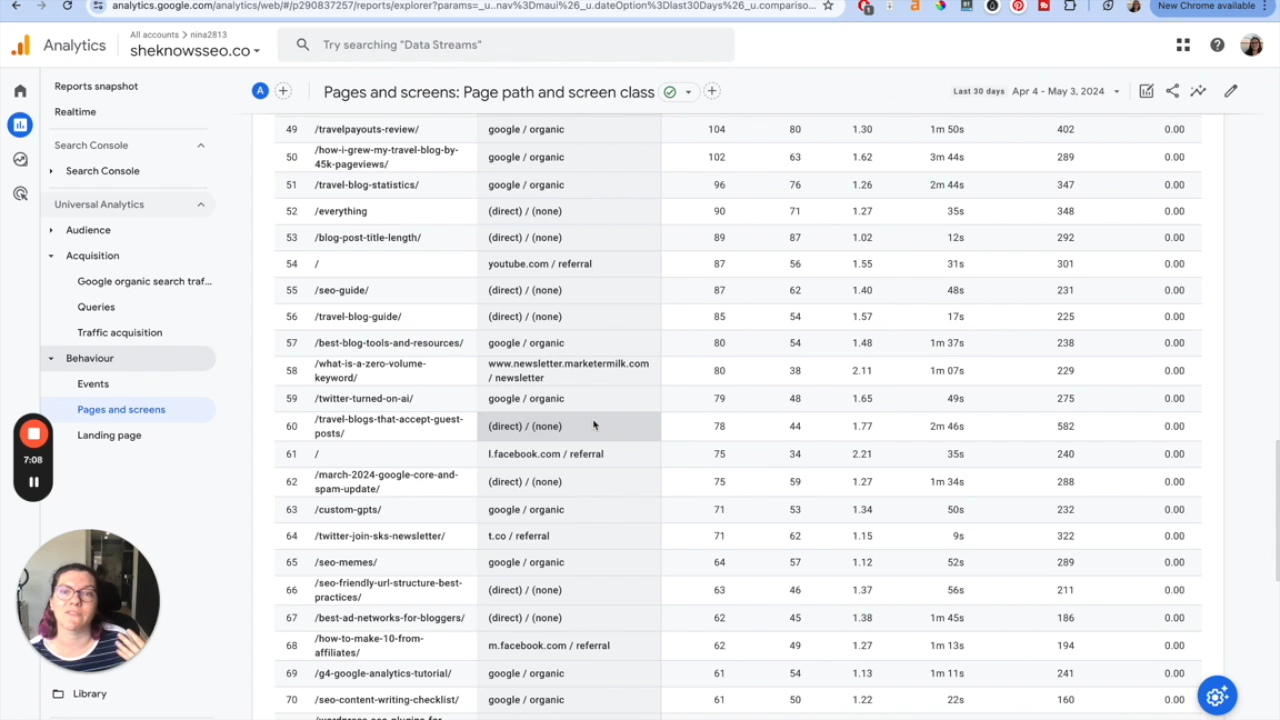 analytics.google.com/analytics/web/#/p290837257/reports/explorer?params=_u..nav%3Dmaui%26_u.dateOption%3Dlast30Days%26_u.compariso...
New Chrome available
Analytics
All accounts > nina2813
sheknowsseo.co
Try searching "Data Streams"
Reports snapshot
Realtime
Search Console
Search Console
Universal Analytics
Audience
Acquisition
Google organic search traf...
Queries
Traffic acquisition
Behaviour
Events
Pages and screens
Landing page
Library
7:08
A
Pages and screens: Page path and screen class
Last 30 days Apr 4 - May 3, 2024
49 /travelpayouts-review/ google / organic 104 80 1.30 1m 50s 402 0.00
50 /how-i-grew-my-travel-blog-by- google / organic 102 63 1.62 3m 44s 289 0.00
45k-pageviews/
51 /travel-blog-statistics/ google / organic 96 76 1.26 2m 44s 347 0.00
52 /everything (direct) / (none) 90 71 1.27 35s 348 0.00
53 /blog-post-title-length/ (direct) / (none) 89 87 1.02 12s 292 0.00
54 / youtube.com / referral 87 56 1.55 31s 301 0.00
55 /seo-guide/ (direct) / (none) 87 62 1.40 48s 231 0.00
56 /travel-blog-guide/ (direct) / (none) 85 54 1.57 17s 225 0.00
57 /best-blog-tools-and-resources/ google / organic 80 54 1.48 1m 37s 238 0.00
58 /what-is-a-zero-volume- www.newsletter.marketermilk.com 80 38 2.11 1m 07s 229 0.00
keyword/ / newsletter
59 /twitter-turned-on-ai/ google / organic 79 48 1.65 49s 275 0.00
60 /travel-blogs-that-accept-guest- (direct) / (none) 78 44 1.77 2m 46s 582 0.00
posts/
61 / l.facebook.com / referral 75 34 2.21 35s 240 0.00
62 /march-2024-google-core-and- (direct) / (none) 75 59 1.27 1m 34s 288 0.00
spam-update/
63 /custom-gpts/ google / organic 71 53 1.34 50s 232 0.00
64 /twitter-join-sks-newsletter/ t.co / referral 71 62 1.15 9s 322 0.00
65 /seo-memes/ google / organic 64 57 1.12 52s 289 0.00
66 /seo-friendly-url-structure-best- (direct) / (none) 63 46 1.37 56s 211 0.00
practices/
67 /best-ad-networks-for-bloggers/ (direct) / (none) 62 45 1.38 1m 45s 186 0.00
68 /how-to-make-10-from- m.facebook.com / referral 62 49 1.27 1m 13s 194 0.00
affiliates/
69 /g4-google-analytics-tutorial/ google / organic 61 54 1.13 1m 11s 241 0.00
70 /seo-content-writing-checklist/ google / organic 61 50 1.22 22s 160 0.00